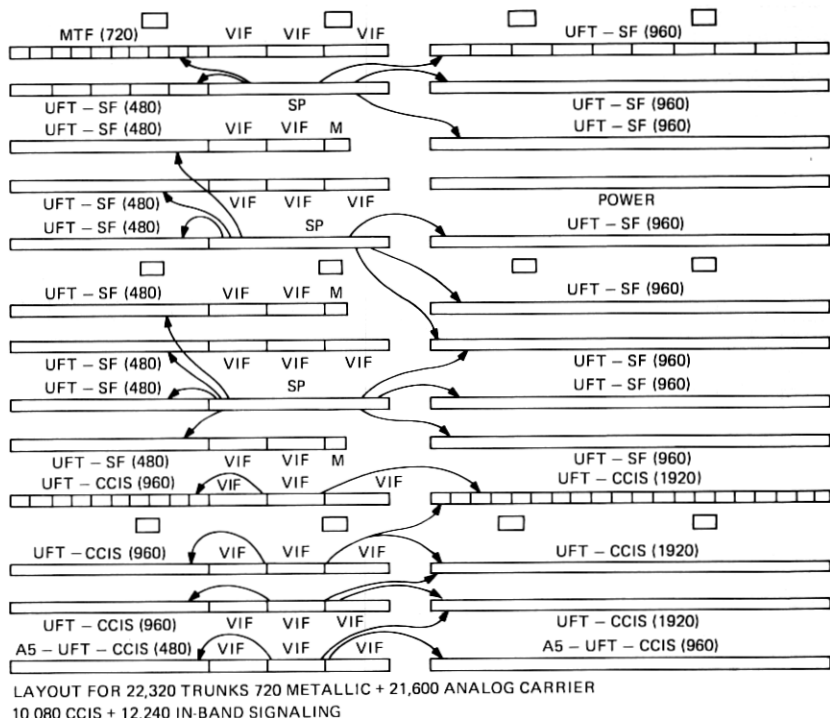 MTF (720) VIF VIF VIF UFT – SF (960)
UFT – SF (480) SP UFT – SF (960)
UFT – SF (480) VIF VIF M UFT – SF (960)
UFT – SF (480) VIF VIF VIF POWER
UFT – SF (480) SP UFT – SF (960)
UFT – SF (480) VIF VIF M UFT – SF (960)
UFT – SF (480) VIF VIF VIF UFT – SF (960)
UFT – SF (480) SP UFT – SF (960)
UFT – SF (480) VIF VIF M UFT – SF (960)
UFT – CCIS (960) VIF VIF VIF UFT – CCIS (1920)
UFT – CCIS (960) VIF VIF VIF UFT – CCIS (1920)
UFT – CCIS (960) VIF VIF VIF UFT – CCIS (1920)
A5 – UFT – CCIS (480) VIF VIF VIF A5 – UFT – CCIS (960)
LAYOUT FOR 22,320 TRUNKS 720 METALLIC + 21,600 ANALOG CARRIER
10,080 CCIS + 12,240 IN-BAND SIGNALING